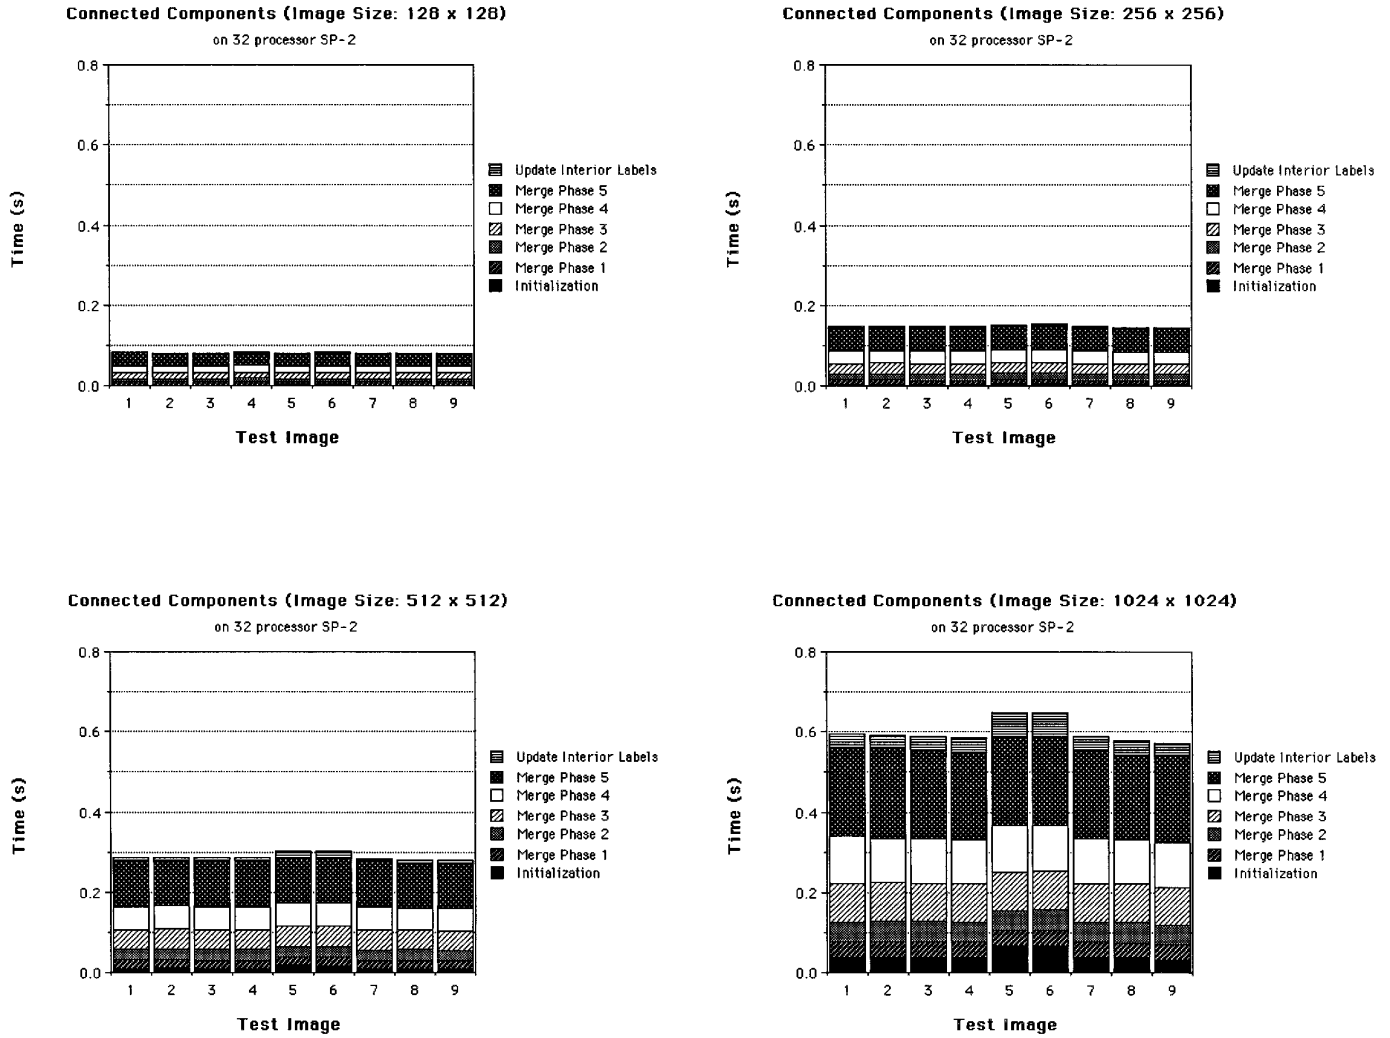 Connected Components (Image Size: 128 x 128)
on 32 processor SP-2
0.8
0.6
0.4
0.2
0.0
Time (s)
1 2 3 4 5 6 7 8 9
Test Image
Update Interior Labels
Merge Phase 5
Merge Phase 4
Merge Phase 3
Merge Phase 2
Merge Phase 1
Initialization
Connected Components (Image Size: 256 x 256)
on 32 processor SP-2
0.8
0.6
0.4
0.2
0.0
Time (s)
1 2 3 4 5 6 7 8 9
Test Image
Update Interior Labels
Merge Phase 5
Merge Phase 4
Merge Phase 3
Merge Phase 2
Merge Phase 1
Initialization
Connected Components (Image Size: 512 x 512)
on 32 processor SP-2
0.8
0.6
0.4
0.2
0.0
Time (s)
1 2 3 4 5 6 7 8 9
Test Image
Update Interior Labels
Merge Phase 5
Merge Phase 4
Merge Phase 3
Merge Phase 2
Merge Phase 1
Initialization
Connected Components (Image Size: 1024 x 1024)
on 32 processor SP-2
0.8
0.6
0.4
0.2
0.0
Time (s)
1 2 3 4 5 6 7 8 9
Test Image
Update Interior Labels
Merge Phase 5
Merge Phase 4
Merge Phase 3
Merge Phase 2
Merge Phase 1
Initialization